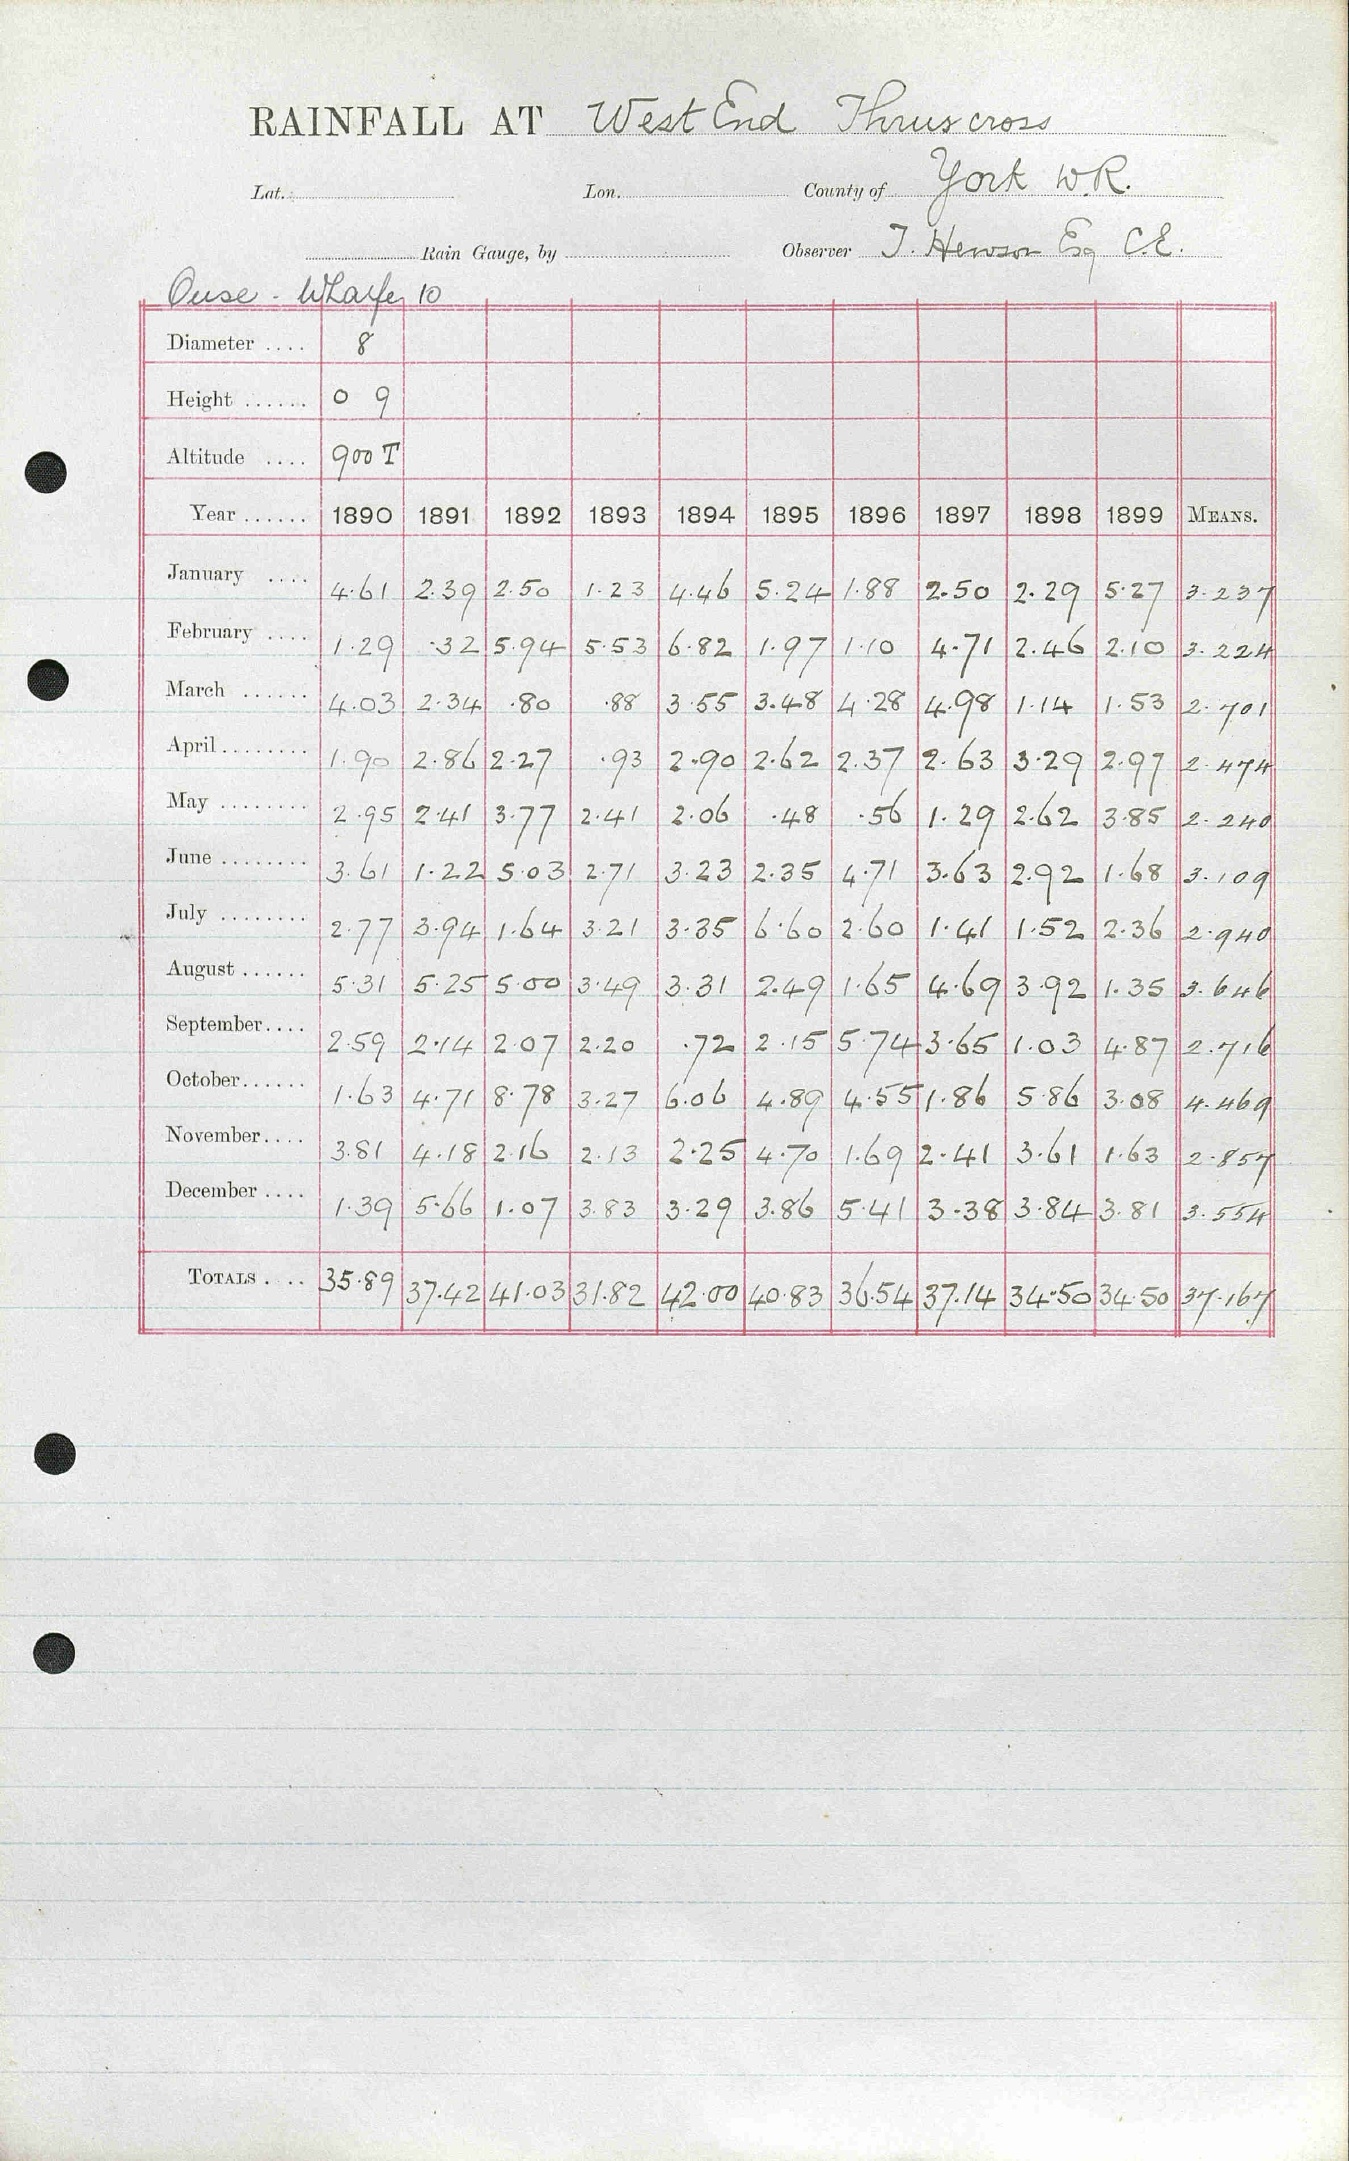 RAINFALL AT West End Thruscross
Lat. Lon. County of York W.R.
Rain Gauge, by Observer T. Hewson Esq C.E.
Ouse - Wharfe, 10
Diameter .... 8
Height ...... 0 9
Altitude .... 900 T
Year ...... 1890 1891 1892 1893 1894 1895 1896 1897 1898 1899 MEANS.
January .... 4.61 2.39 2.50 1.23 4.46 5.24 1.88 2.50 2.29 5.27 3.237
February .... 1.29 .32 5.94 5.53 6.82 1.97 1.10 4.71 2.46 2.10 3.224
March ...... 4.03 2.34 .80 .88 3.55 3.48 4.28 4.98 1.14 1.53 2.701
April ........ 1.90 2.86 2.27 .93 2.90 2.62 2.37 2.63 3.29 2.97 2.474
May ........ 2.95 2.41 3.77 2.41 2.06 .48 .56 1.29 2.62 3.85 2.240
June ........ 3.61 1.22 5.03 2.71 3.23 2.35 4.71 3.63 2.92 1.68 3.109
July ........ 2.77 3.94 1.64 3.21 3.35 6.60 2.60 1.41 1.52 2.36 2.940
August ...... 5.31 5.25 5.00 3.49 3.31 2.49 1.65 4.69 3.92 1.35 3.646
September.... 2.59 2.14 2.07 2.20 .72 2.15 5.74 3.65 1.03 4.87 2.716
October...... 1.63 4.71 8.78 3.27 6.06 4.89 4.55 1.86 5.86 3.08 4.469
November.... 3.81 4.18 2.16 2.13 2.25 4.70 1.69 2.41 3.61 1.63 2.857
December .... 1.39 5.66 1.07 3.83 3.29 3.86 5.41 3.38 3.84 3.81 3.554
TOTALS .... 35.89 37.42 41.03 31.82 42.00 40.83 36.54 37.14 34.50 34.50 37.167